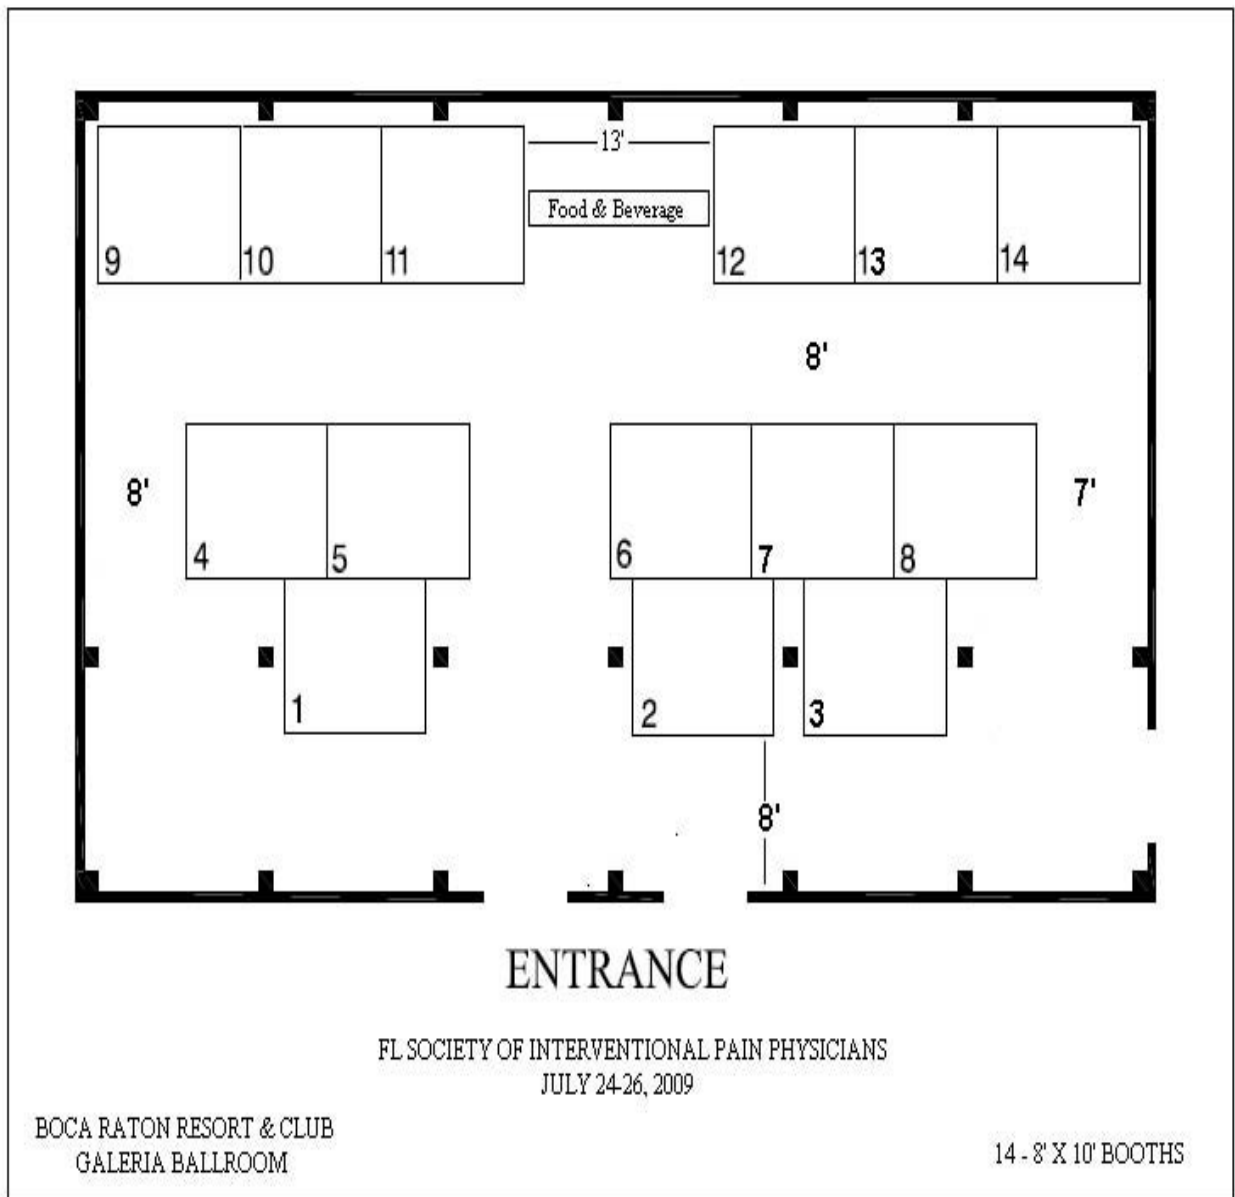 13'
Food & Beverage
9 10 11 12 13 14
8'
8' 7'
4 5 6 7 8
1 2 3
8'
ENTRANCE
FL SOCIETY OF INTERVENTIONAL PAIN PHYSICIANS
JULY 24-26, 2009
BOCA RATON RESORT & CLUB
GALERIA BALLROOM
14 - 8' X 10' BOOTHS